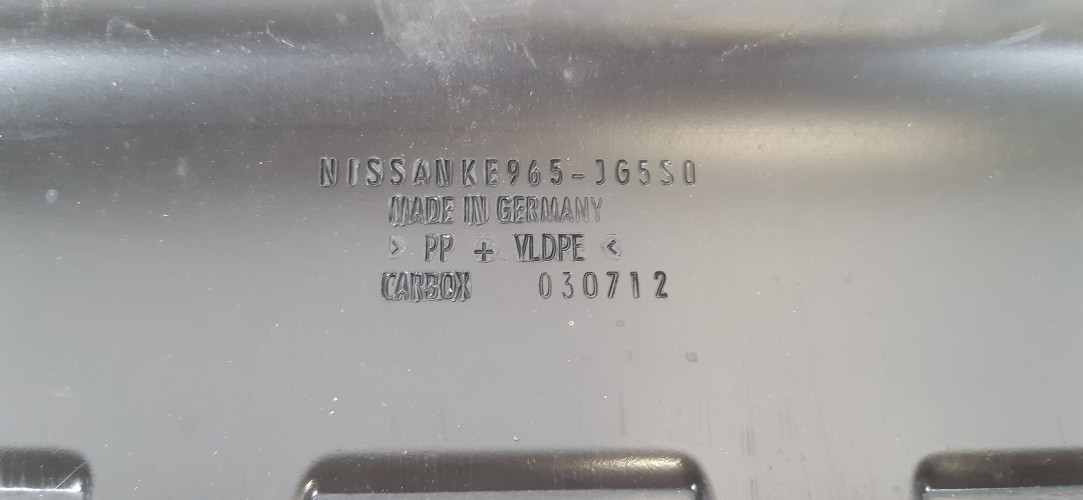 NISSANKE965-JG5S0
MADE IN GERMANY
> PP + VLDPE <
CARBOX 030712